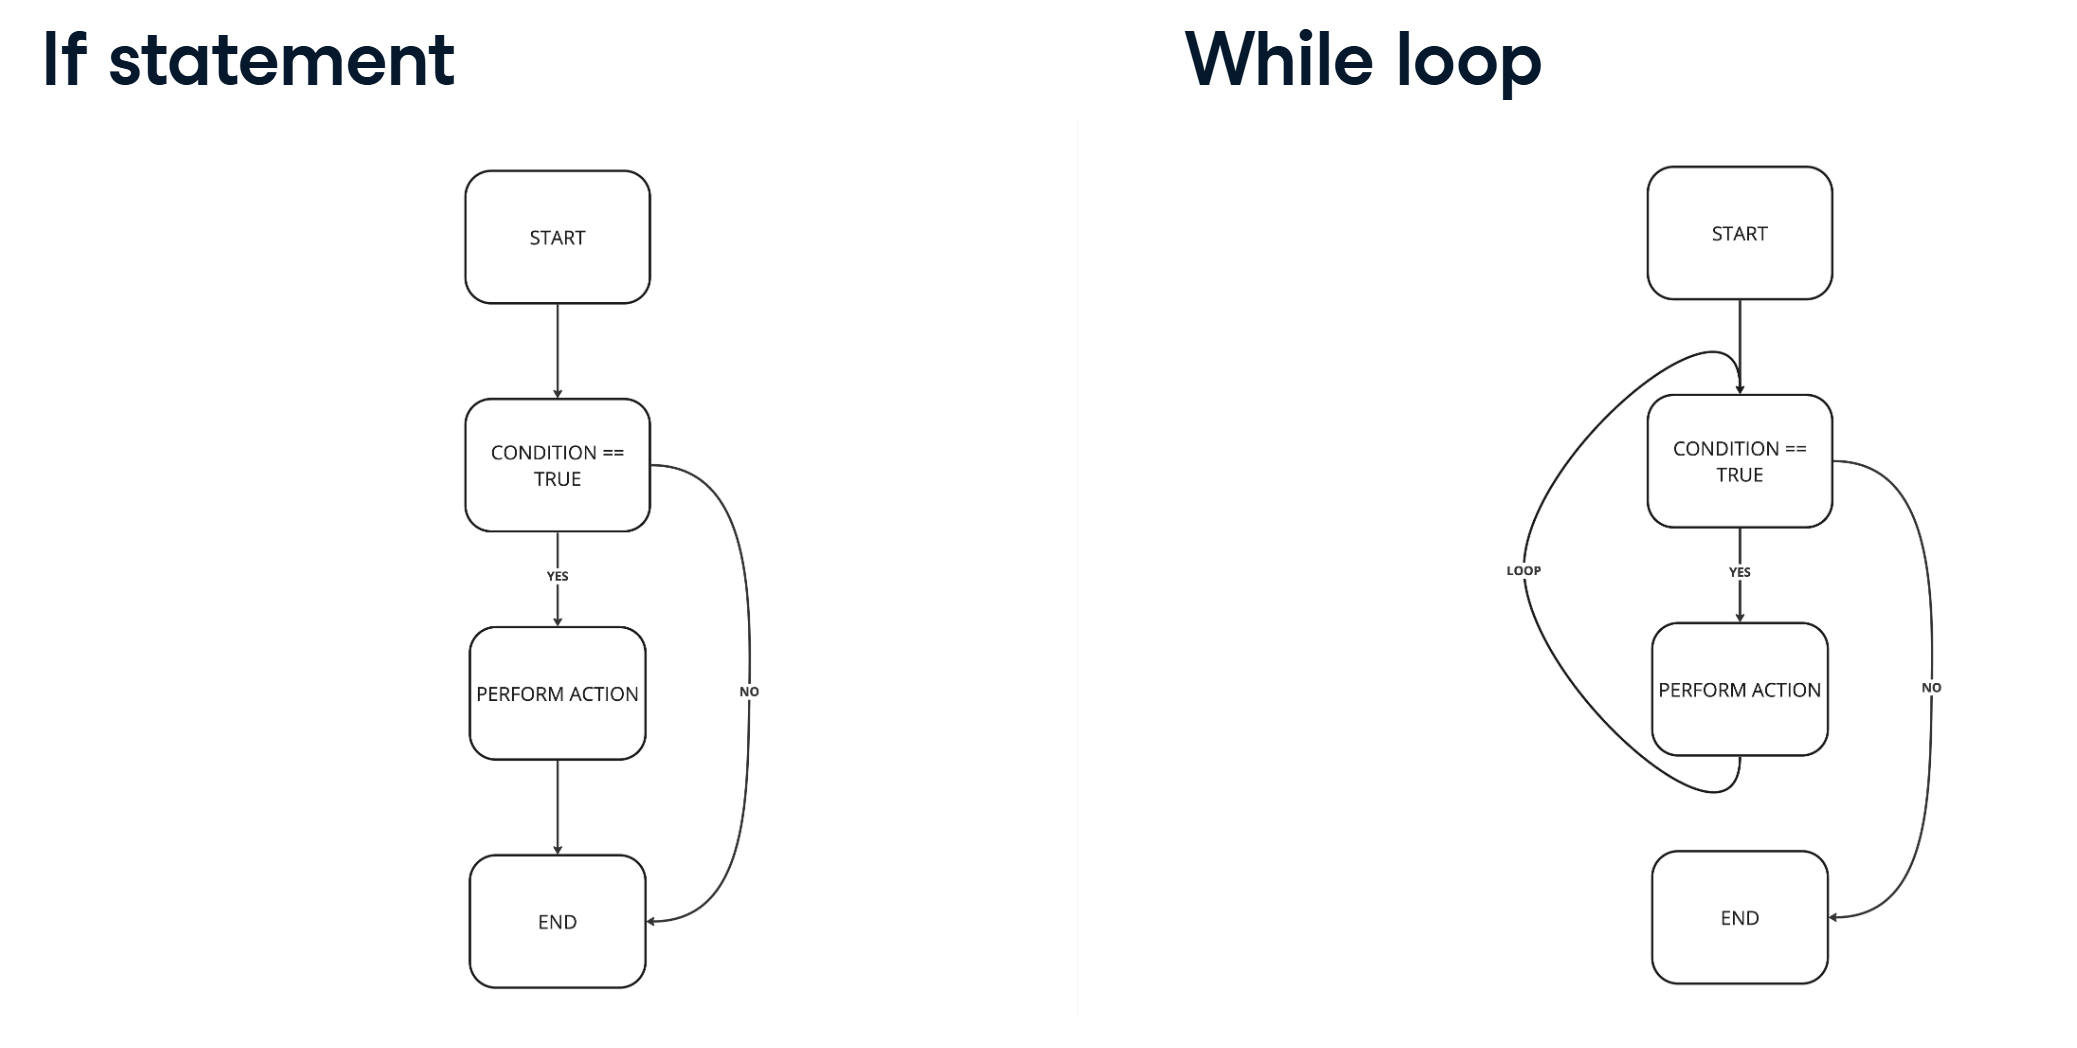 If statement
START
CONDITION ==
TRUE
YES
PERFORM ACTION
NO
END
While loop
START
CONDITION ==
TRUE
LOOP
YES
PERFORM ACTION
NO
END